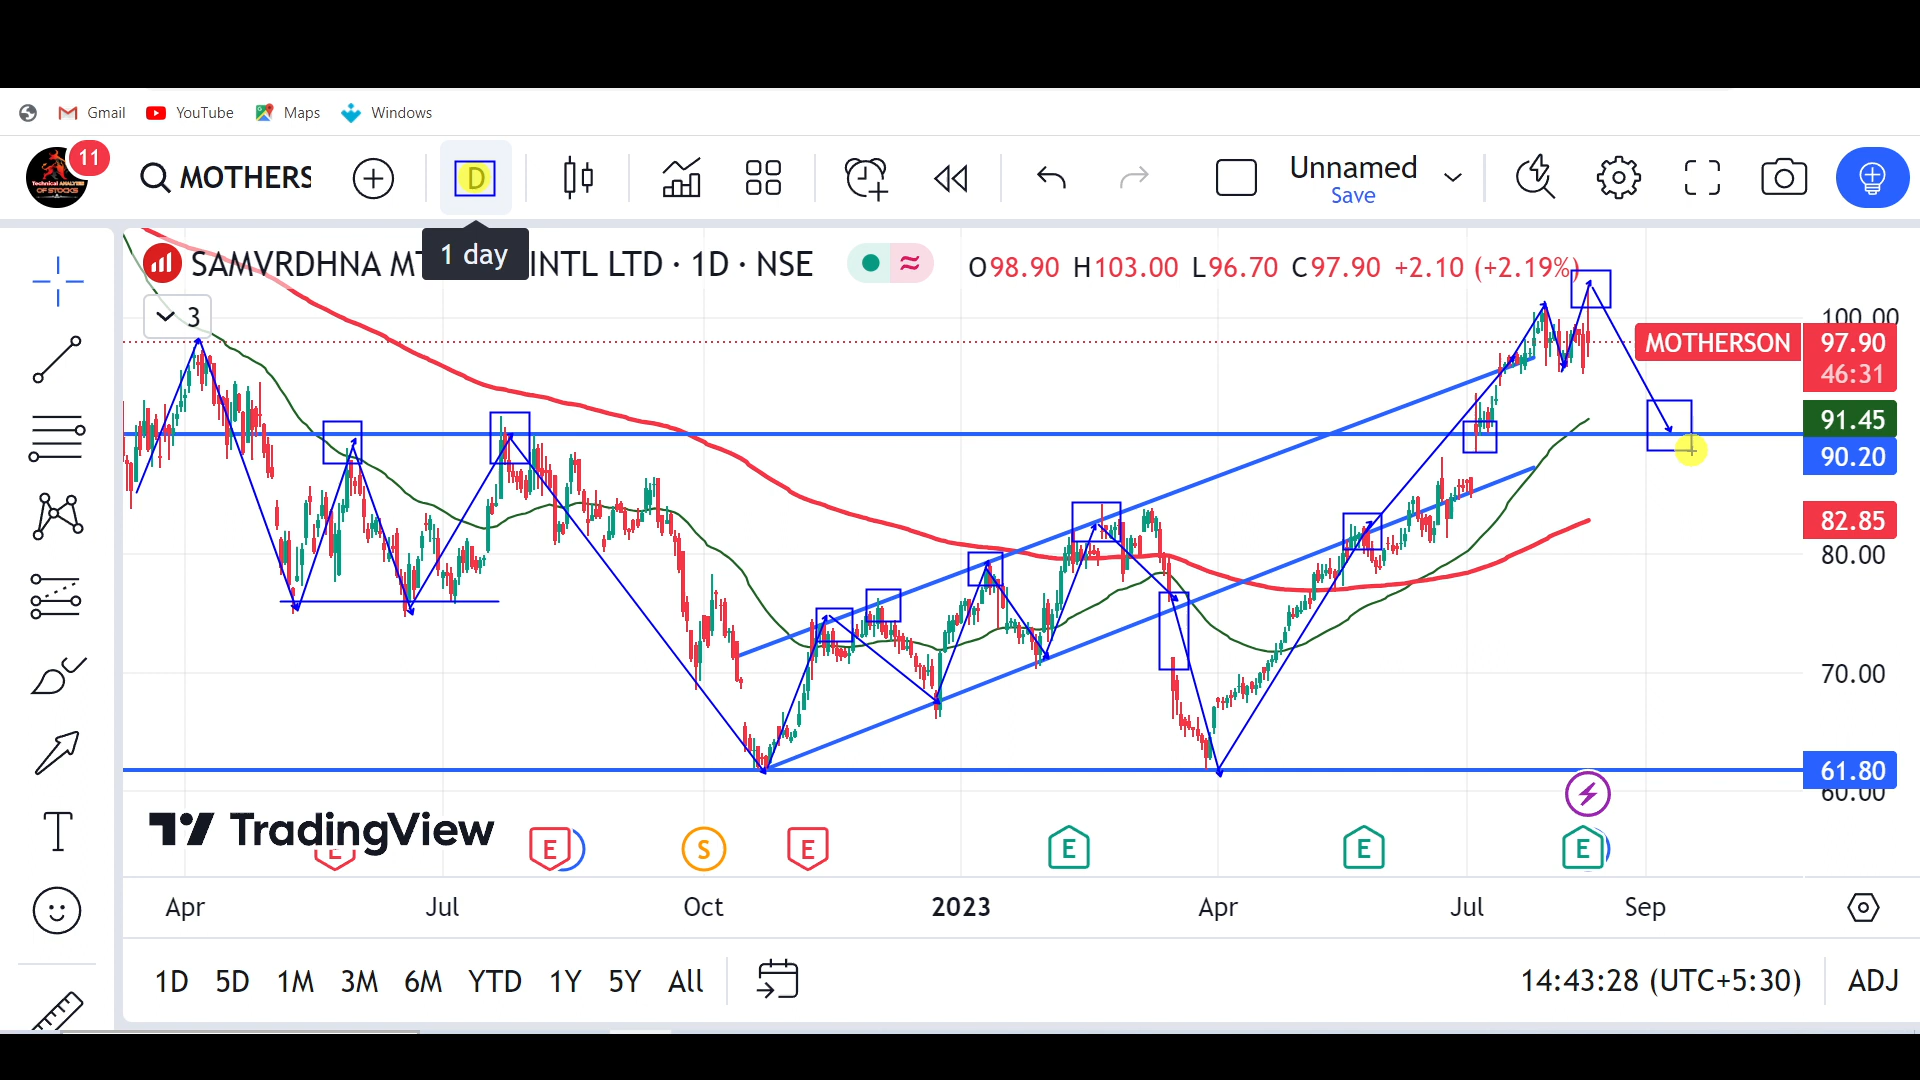 Gmail YouTube Maps Windows
11
MOTHERS
D
Unnamed
Save
1 day
SAMVRDHNA MT INTL LTD · 1D · NSE
O98.90 H103.00 L96.70 C97.90 +2.10 (+2.19%)
3
100.00
MOTHERSON 97.90
46:31
91.45
90.20
82.85
80.00
70.00
61.80
60.00
TradingView
E E S E E E E
Apr Jul Oct 2023 Apr Jul Sep
1D 5D 1M 3M 6M YTD 1Y 5Y All
14:43:28 (UTC+5:30) ADJ